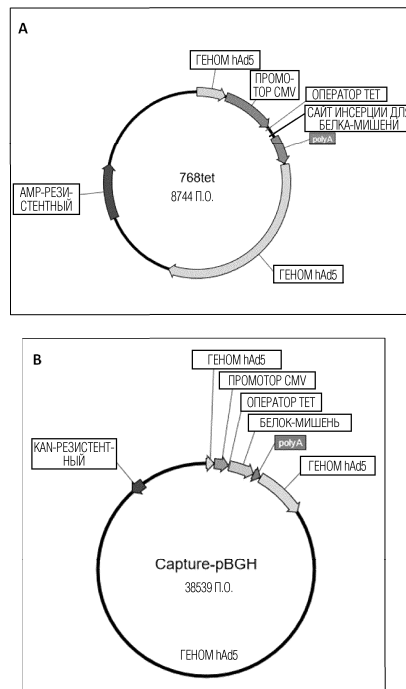 A
ГЕНОМ hAd5
ПРОМО-
ТОР CMV
ОПЕРАТОР ТЕТ
САЙТ ИНСЕРЦИИ ДЛЯ
БЕЛКА-МИШЕНИ
polyA
АМР-РЕЗИ-
СТЕНТНЫЙ
768tet
8744 П.О.
ГЕНОМ hAd5
B
ГЕНОМ hAd5
ПРОМОТОР CMV
ОПЕРАТОР ТЕТ
БЕЛОК-МИШЕНЬ
polyA
KAN-РЕЗИСТЕНТ-
НЫЙ
ГЕНОМ hAd5
Capture-pBGH
38539 П.О.
ГЕНОМ hAd5